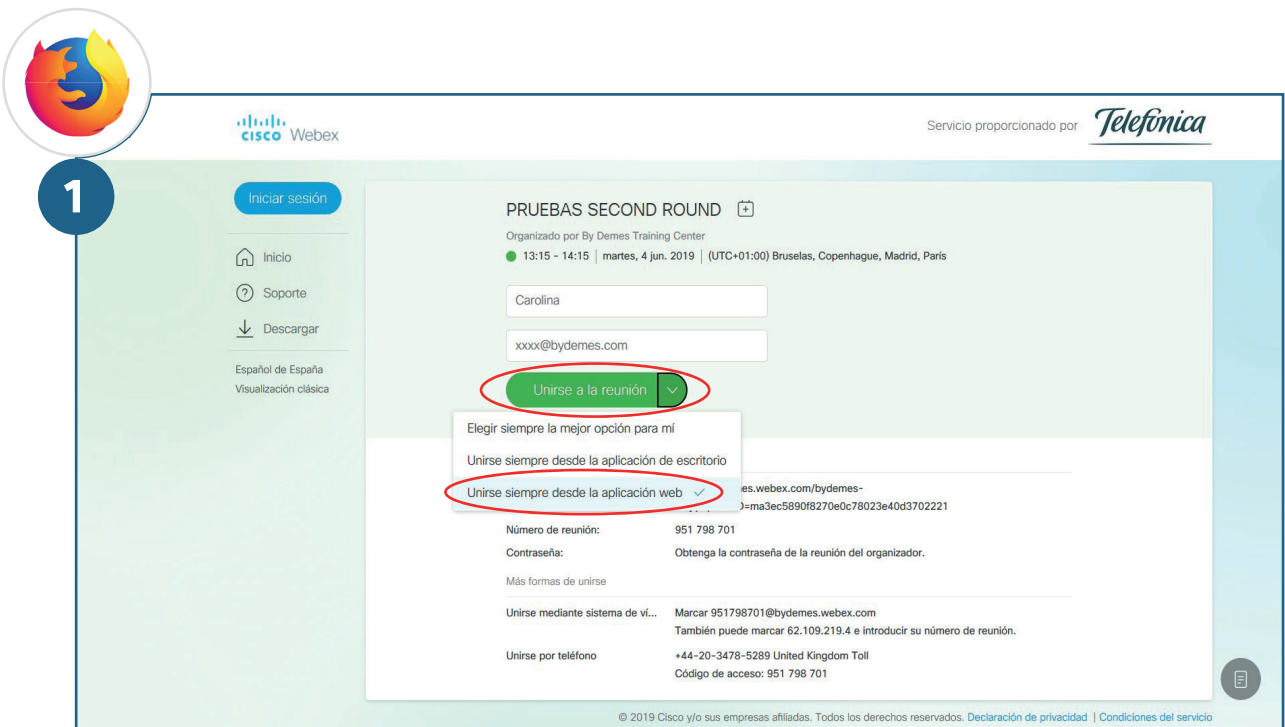 cisco Webex
Servicio proporcionado por Telefónica
1
Iniciar sesión
Inicio
Soporte
Descargar
Español de España
Visualización clásica
PRUEBAS SECOND ROUND
Organizado por By Demes Training Center
13:15 - 14:15 | martes, 4 jun. 2019 | (UTC+01:00) Bruselas, Copenhague, Madrid, París
Carolina
xxxx@bydemes.com
Unirse a la reunión
Elegir siempre la mejor opción para mí
Unirse siempre desde la aplicación de escritorio
Unirse siempre desde la aplicación web
es.webex.com/bydemes-
=ma3ec5890f8270e0c78023e40d3702221
Número de reunión: 951 798 701
Contraseña: Obtenga la contraseña de la reunión del organizador.
Más formas de unirse
Unirse mediante sistema de ví... Marcar 951798701@bydemes.webex.com
También puede marcar 62.109.219.4 e introducir su número de reunión.
Unirse por teléfono +44-20-3478-5289 United Kingdom Toll
Código de acceso: 951 798 701
© 2019 Cisco y/o sus empresas afiliadas. Todos los derechos reservados. Declaración de privacidad | Condiciones del servicio